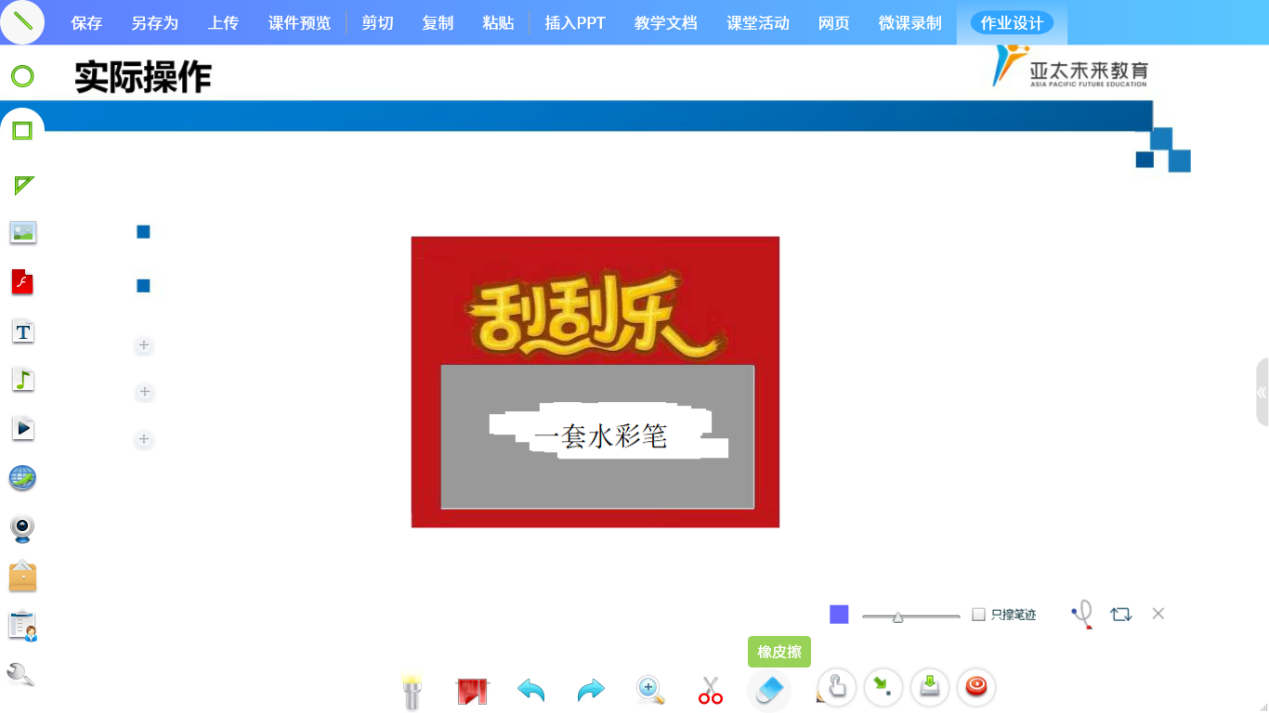 保存 另存为 上传 课件预览 剪切 复制 粘贴 插入PPT 教学文档 课堂活动 网页 微课录制 作业设计
实际操作
亚太未来教育
ASIA PACIFIC FUTURE EDUCATION
刮刮乐
一套水彩笔
只擦笔迹
橡皮擦